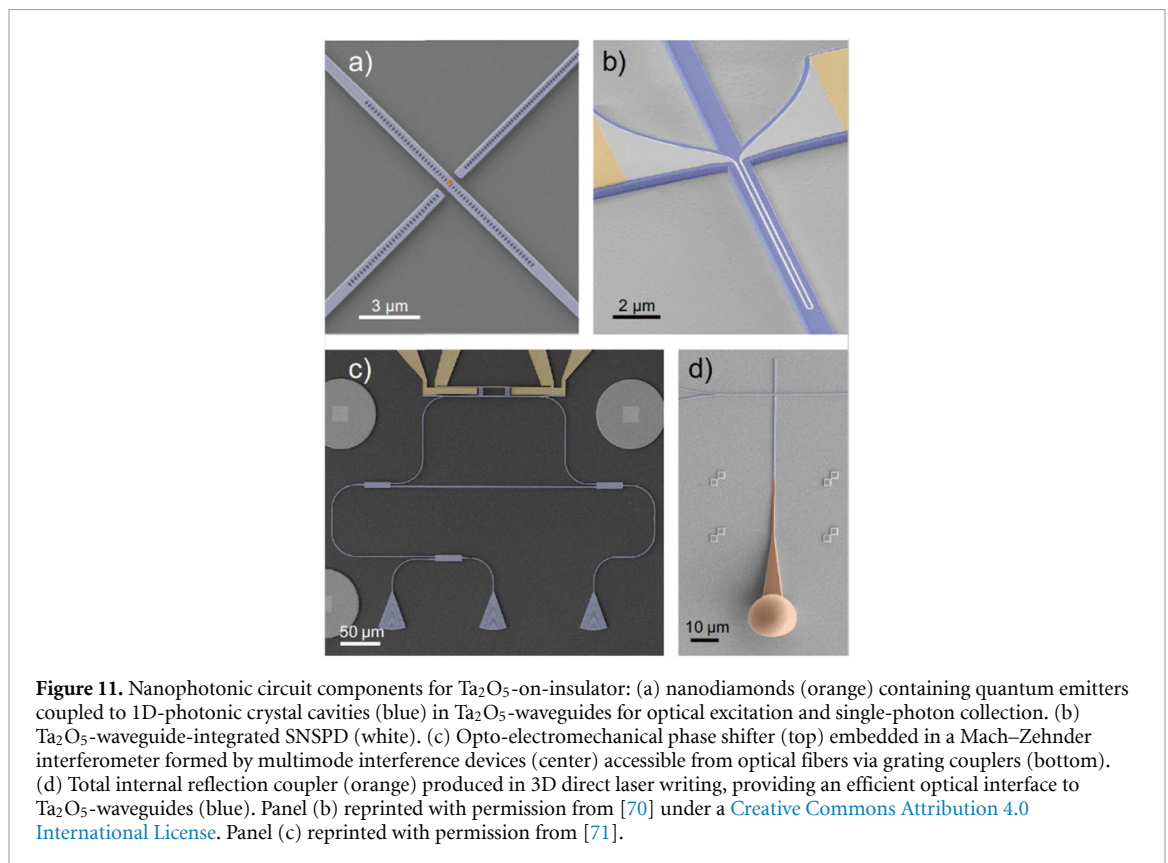 a)
b)
3 µm
2 µm
c)
d)
50 µm
10 µm
Figure 11. Nanophotonic circuit components for Ta₂O₅-on-insulator: (a) nanodiamonds (orange) containing quantum emitters
coupled to 1D-photonic crystal cavities (blue) in Ta₂O₅-waveguides for optical excitation and single-photon collection. (b)
Ta₂O₅-waveguide-integrated SNSPD (white). (c) Opto-electromechanical phase shifter (top) embedded in a Mach–Zehnder
interferometer formed by multimode interference devices (center) accessible from optical fibers via grating couplers (bottom).
(d) Total internal reflection coupler (orange) produced in 3D direct laser writing, providing an efficient optical interface to
Ta₂O₅-waveguides (blue). Panel (b) reprinted with permission from [70] under a Creative Commons Attribution 4.0
International License. Panel (c) reprinted with permission from [71].